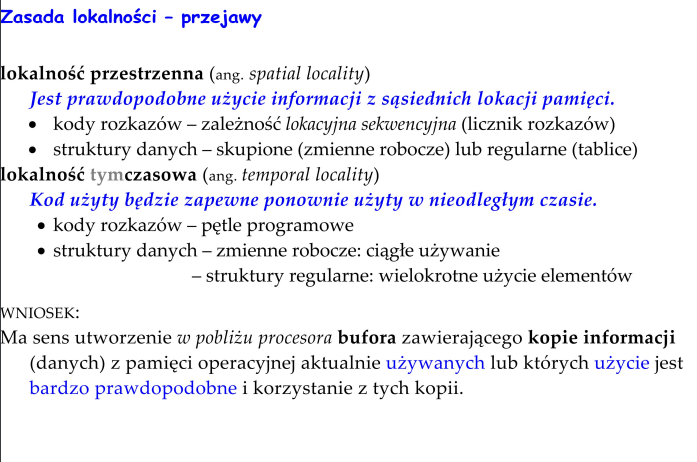 Zasada lokalności – przejawy
lokalność przestrzenna (ang. spatial locality)
Jest prawdopodobne użycie informacji z sąsiednich lokacji pamięci.
• kody rozkazów – zależność lokacyjna sekwencyjna (licznik rozkazów)
• struktury danych – skupione (zmienne robocze) lub regularne (tablice)
lokalność tymczasowa (ang. temporal locality)
Kod użyty będzie zapewne ponownie użyty w nieodległym czasie.
• kody rozkazów – pętle programowe
• struktury danych – zmienne robocze: ciągłe używanie
– struktury regularne: wielokrotne użycie elementów
WNIOSEK:
Ma sens utworzenie w pobliżu procesora bufora zawierającego kopie informacji
(danych) z pamięci operacyjnej aktualnie używanych lub których użycie jest
bardzo prawdopodobne i korzystanie z tych kopii.